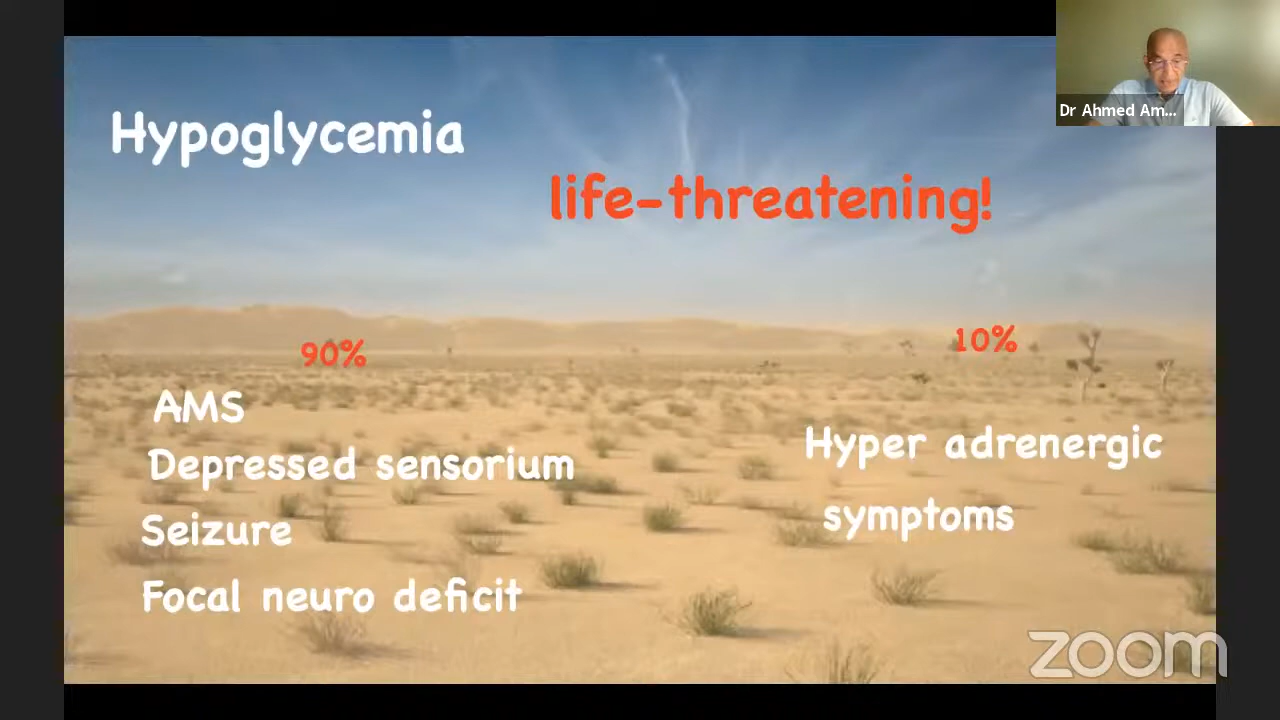 Dr Ahmed Am...
Hypoglycemia
life-threatening!
90%
AMS
Depressed sensorium
Seizure
Focal neuro deficit
10%
Hyper adrenergic
symptoms
zoom